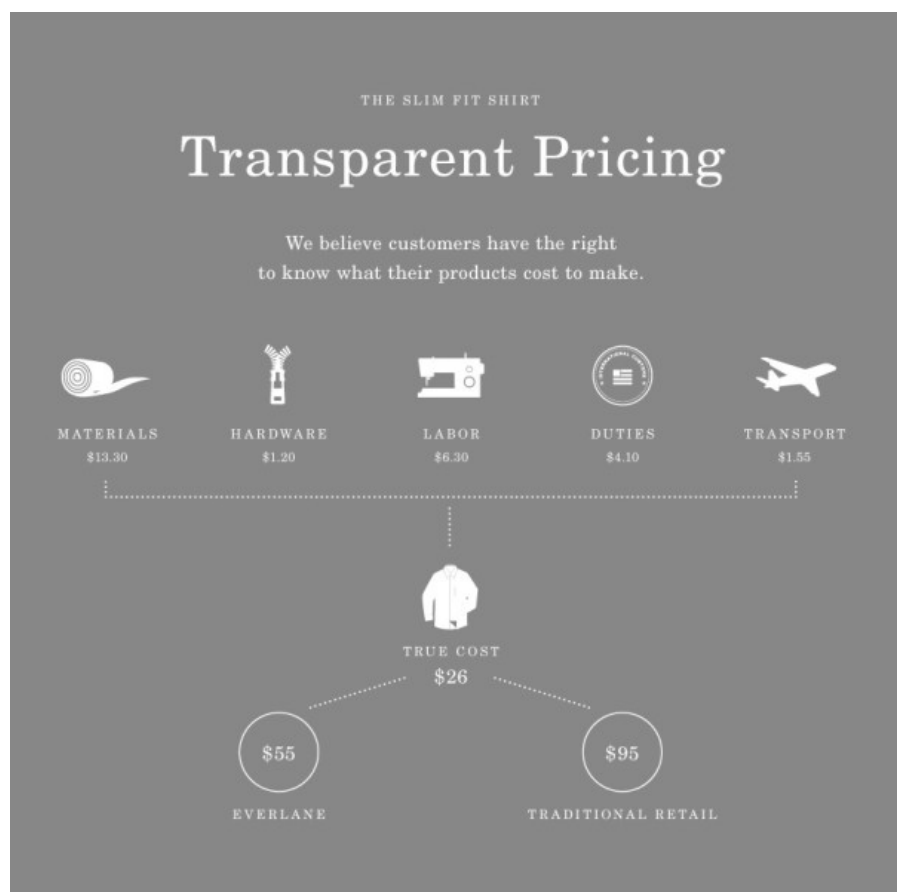 THE SLIM FIT SHIRT
Transparent Pricing
We believe customers have the right
to know what their products cost to make.
MATERIALS
$13.30
HARDWARE
$1.20
LABOR
$6.30
DUTIES
$4.10
TRANSPORT
$1.55
TRUE COST
$26
$55
EVERLANE
$95
TRADITIONAL RETAIL